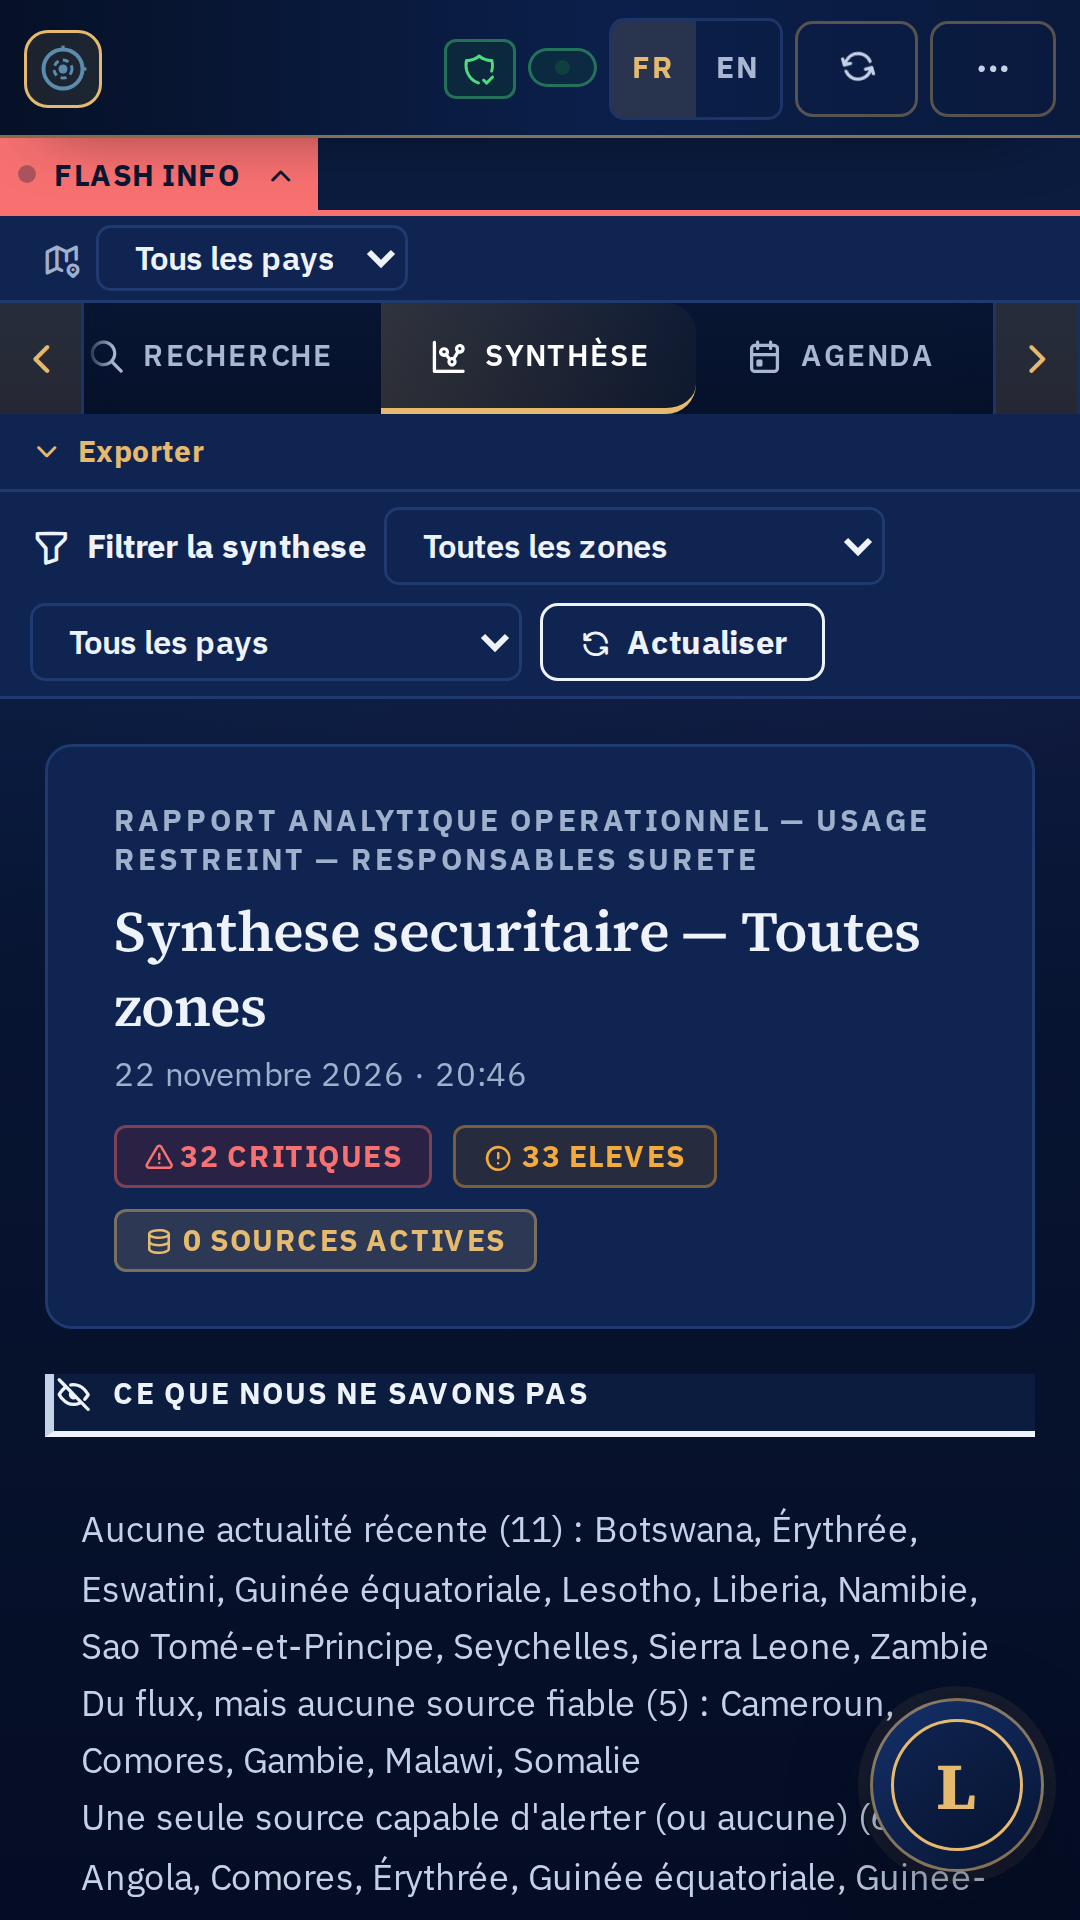 FR EN
FLASH INFO
Tous les pays
RECHERCHE SYNTHÈSE AGENDA
Exporter
Filtrer la synthese Toutes les zones
Tous les pays Actualiser
RAPPORT ANALYTIQUE OPERATIONNEL — USAGE
RESTREINT — RESPONSABLES SURETE
Synthese securitaire — Toutes
zones
22 novembre 2026 · 20:46
32 CRITIQUES 33 ELEVES
0 SOURCES ACTIVES
CE QUE NOUS NE SAVONS PAS
Aucune actualité récente (11) : Botswana, Érythrée,
Eswatini, Guinée équatoriale, Lesotho, Liberia, Namibie,
Sao Tomé-et-Principe, Seychelles, Sierra Leone, Zambie
Du flux, mais aucune source fiable (5) : Cameroun,
Comores, Gambie, Malawi, Somalie
L
Une seule source capable d'alerter (ou aucune)
Angola, Comores, Érythrée, Guinée équatoriale, Guinée-